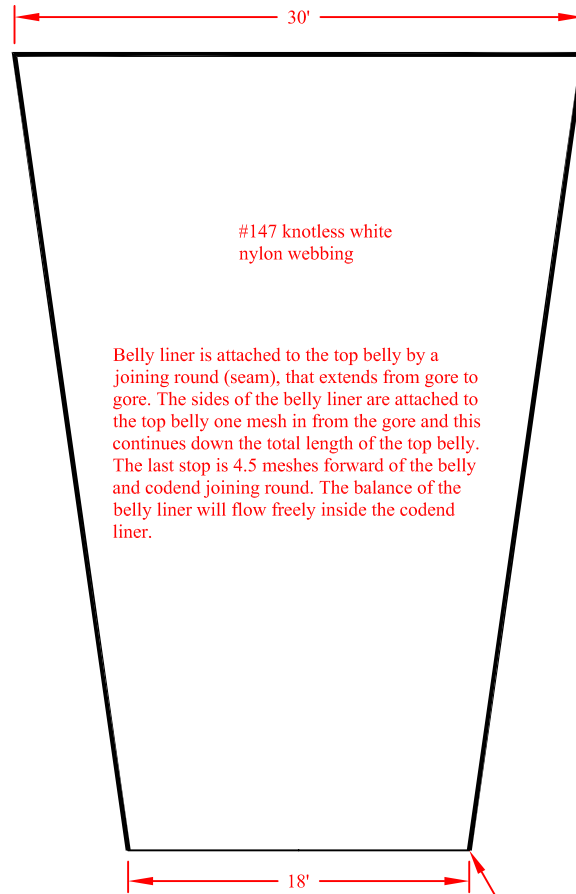 30'
#147 knotless white
nylon webbing
Belly liner is attached to the top belly by a
joining round (seam), that extends from gore to
gore. The sides of the belly liner are attached to
the top belly one mesh in from the gore and this
continues down the total length of the top belly.
The last stop is 4.5 meshes forward of the belly
and codend joining round. The balance of the
belly liner will flow freely inside the codend
liner.
18'